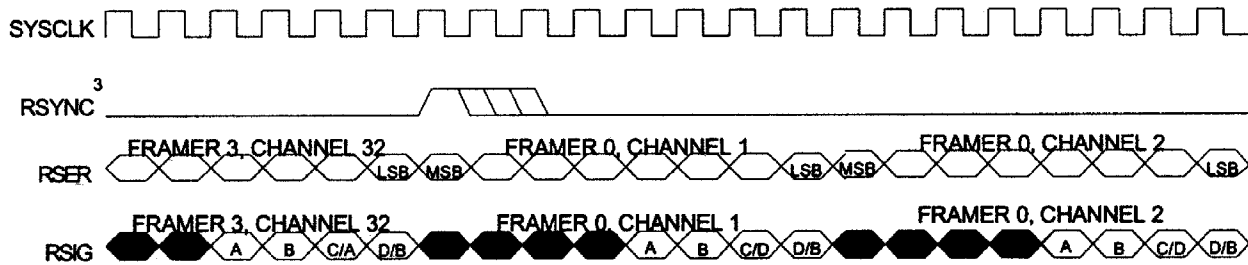 SYSCLK
RSYNC 3
FRAMER 3, CHANNEL 32 FRAMER 0, CHANNEL 1 FRAMER 0, CHANNEL 2
RSER LSB MSB LSB MSB LSB
FRAMER 3, CHANNEL 32 FRAMER 0, CHANNEL 1 FRAMER 0, CHANNEL 2
RSIG A B C/A D/B A B C/D D/B A B C/D D/B